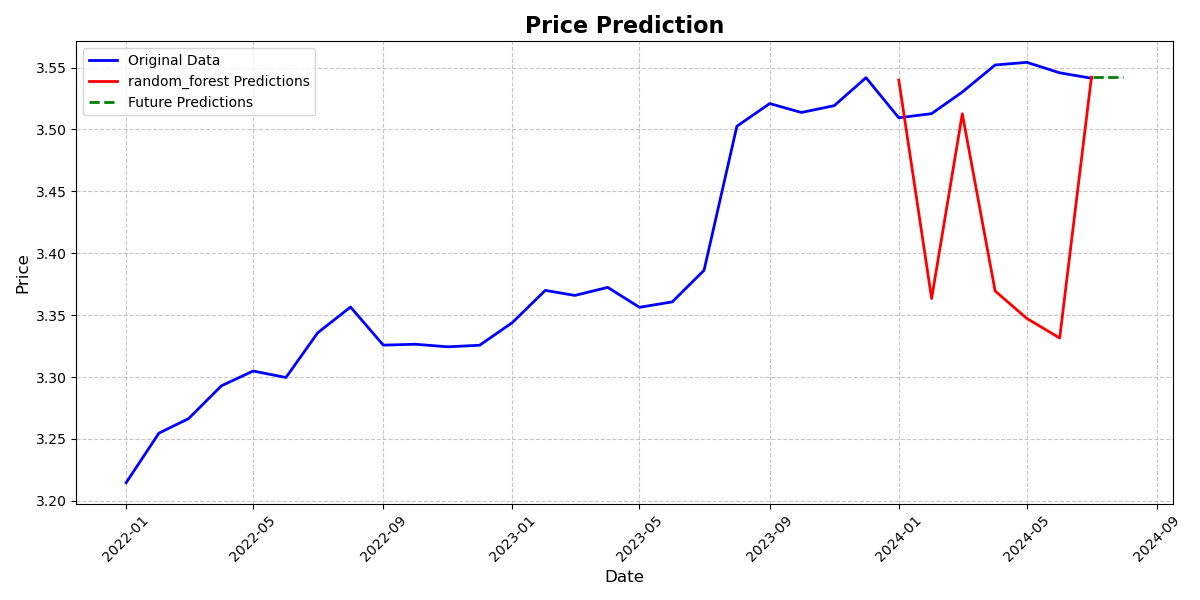 Price Prediction
Original Data
random_forest Predictions
Future Predictions
Price
3.55
3.50
3.45
3.40
3.35
3.30
3.25
3.20
2022-01
2022-05
2022-09
2023-01
2023-05
2023-09
2024-01
2024-05
2024-09
Date